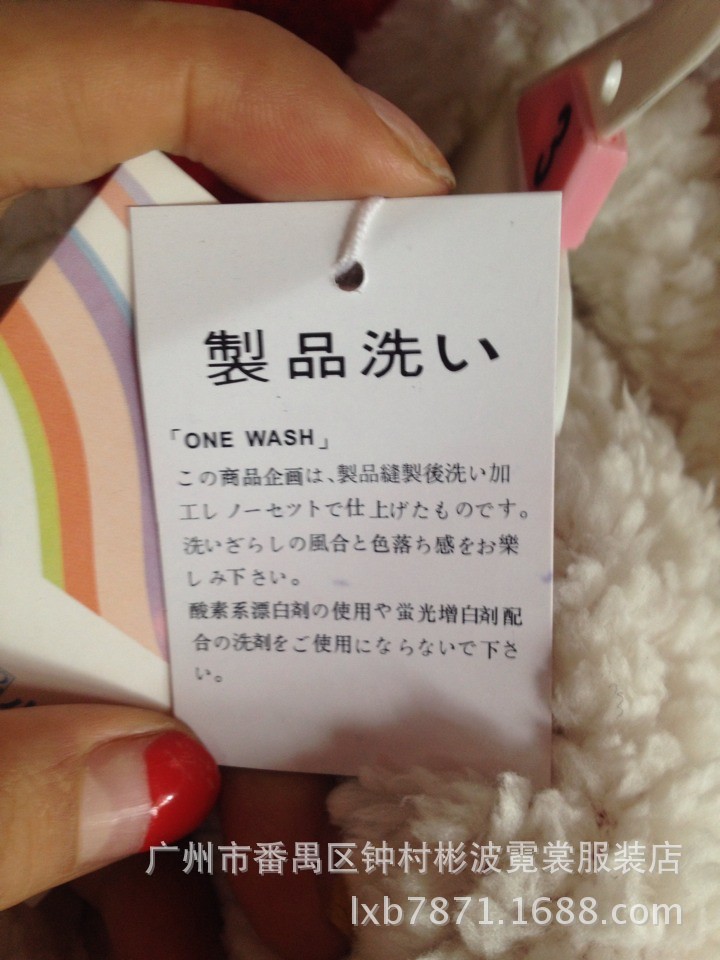 3
製品洗い
「ONE WASH」
この商品企画は、製品縫製後洗い加
工レ ノーセットで仕上げたものです。
洗いざらしの風合と色落ち感をお樂
しみ下さい。
酸素系漂白剤の使用や蛍光増白剤配
合の洗剤をご使用にならないで下さ
い。
广州市番禺区钟村彬波霓裳服装店
lxb7871.1688.com